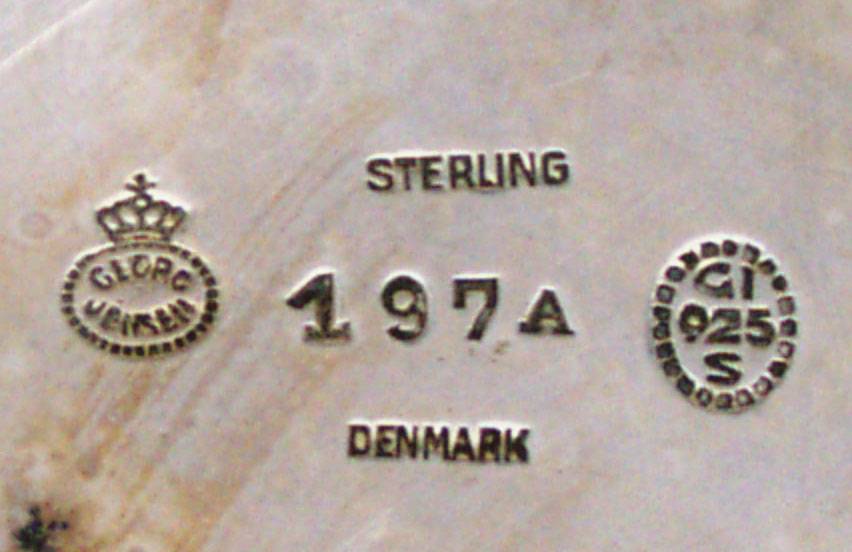 STERLING
GEORG
JENSEN
197A
GI
925
S
DENMARK